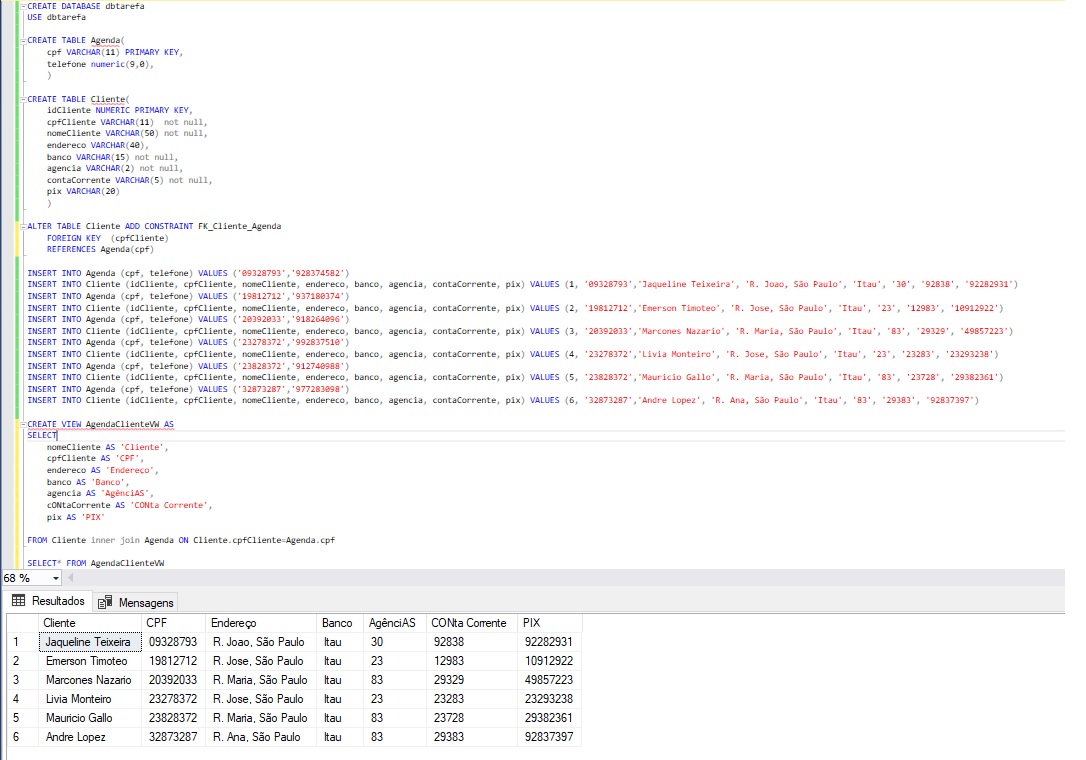 CREATE DATABASE dbtarefa
USE dbtarefa
CREATE TABLE Agenda(
cpf VARCHAR(11) PRIMARY KEY,
telefone numeric(9,0),
)
CREATE TABLE Cliente(
idCliente NUMERIC PRIMARY KEY,
cpfCliente VARCHAR(11)  not null,
nomeCliente VARCHAR(50) not null,
endereco VARCHAR(40),
banco VARCHAR(15) not null,
agencia VARCHAR(2) not null,
contaCorrente VARCHAR(5) not null,
pix VARCHAR(20)
)
ALTER TABLE Cliente ADD CONSTRAINT FK_Cliente_Agenda
FOREIGN KEY  (cpfCliente)
REFERENCES Agenda(cpf)
INSERT INTO Agenda (cpf, telefone) VALUES ('09328793','928374582')
INSERT INTO Cliente (idCliente, cpfCliente, nomeCliente, endereco, banco, agencia, contaCorrente, pix) VALUES (1, '09328793','Jaqueline Teixeira', 'R. Joao, São Paulo', 'Itau', '30', '92838', '92282931')
INSERT INTO Agenda (cpf, telefone) VALUES ('19812712','937180374')
INSERT INTO Cliente (idCliente, cpfCliente, nomeCliente, endereco, banco, agencia, contaCorrente, pix) VALUES (2, '19812712','Emerson Timoteo', 'R. Jose, São Paulo', 'Itau', '23', '12983', '10912922')
INSERT INTO Agenda (cpf, telefone) VALUES ('20392033','918264096')
INSERT INTO Cliente (idCliente, cpfCliente, nomeCliente, endereco, banco, agencia, contaCorrente, pix) VALUES (3, '20392033','Marcones Nazario', 'R. Maria, São Paulo', 'Itau', '83', '29329', '49857223')
INSERT INTO Agenda (cpf, telefone) VALUES ('23278372','992837510')
INSERT INTO Cliente (idCliente, cpfCliente, nomeCliente, endereco, banco, agencia, contaCorrente, pix) VALUES (4, '23278372','Livia Monteiro', 'R. Jose, São Paulo', 'Itau', '23', '23283', '23293238')
INSERT INTO Agenda (cpf, telefone) VALUES ('23828372','912740988')
INSERT INTO Cliente (idCliente, cpfCliente, nomeCliente, endereco, banco, agencia, contaCorrente, pix) VALUES (5, '23828372','Mauricio Gallo', 'R. Maria, São Paulo', 'Itau', '83', '23728', '29382361')
INSERT INTO Agenda (cpf, telefone) VALUES ('32873287','977283098')
INSERT INTO Cliente (idCliente, cpfCliente, nomeCliente, endereco, banco, agencia, contaCorrente, pix) VALUES (6, '32873287','Andre Lopez', 'R. Ana, São Paulo', 'Itau', '83', '29383', '92837397')
CREATE VIEW AgendaClienteVW AS
SELECT
nomeCliente AS 'Cliente',
cpfCliente AS 'CPF',
endereco AS 'Endereço',
banco AS 'Banco',
agencia AS 'AgênciAS',
cONtaCorrente AS 'CONta Corrente',
pix AS 'PIX'
FROM Cliente inner join Agenda ON Cliente.cpfCliente=Agenda.cpf
SELECT* FROM AgendaClienteVW
68 %
Resultados Mensagens
Cliente CPF Endereço Banco AgênciAS CONta Corrente PIX
1 Jaqueline Teixeira 09328793 R. Joao, São Paulo Itau 30 92838 92282931
2 Emerson Timoteo 19812712 R. Jose, São Paulo Itau 23 12983 10912922
3 Marcones Nazario 20392033 R. Maria, São Paulo Itau 83 29329 49857223
4 Livia Monteiro 23278372 R. Jose, São Paulo Itau 23 23283 23293238
5 Mauricio Gallo 23828372 R. Maria, São Paulo Itau 83 23728 29382361
6 Andre Lopez 32873287 R. Ana, São Paulo Itau 83 29383 92837397